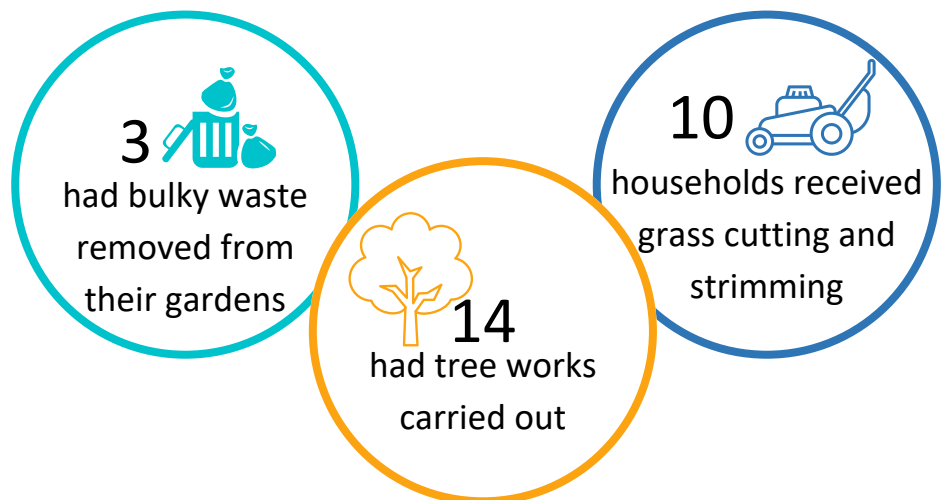 3
had bulky waste
removed from
their gardens
14
had tree works
carried out
10
households received
grass cutting and
strimming